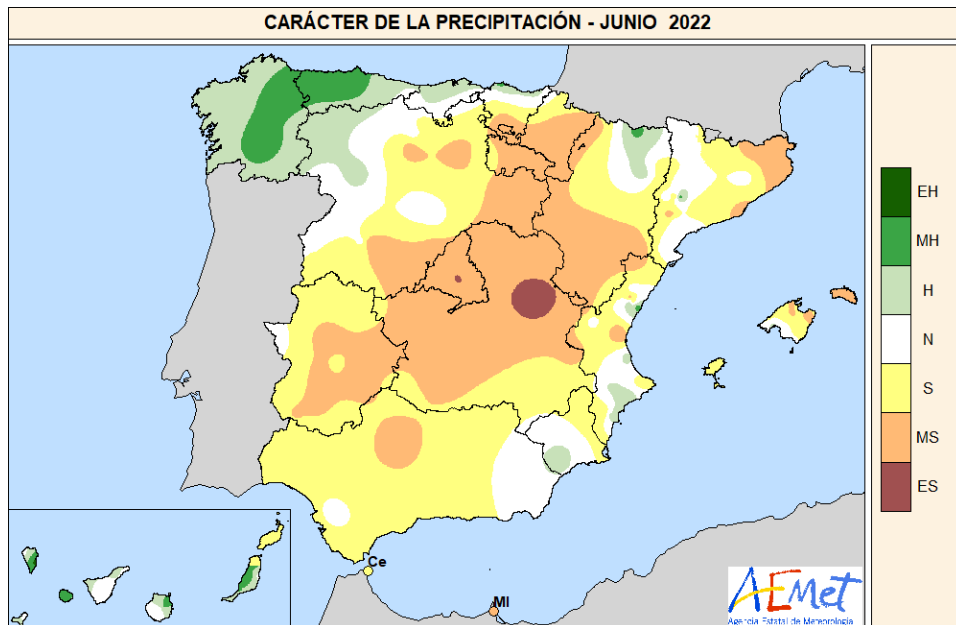 CARÁCTER DE LA PRECIPITACIÓN - JUNIO 2022
EH
MH
H
N
S
MS
ES
Ce
Ml
AEMet
Agencia Estatal de Meteorología